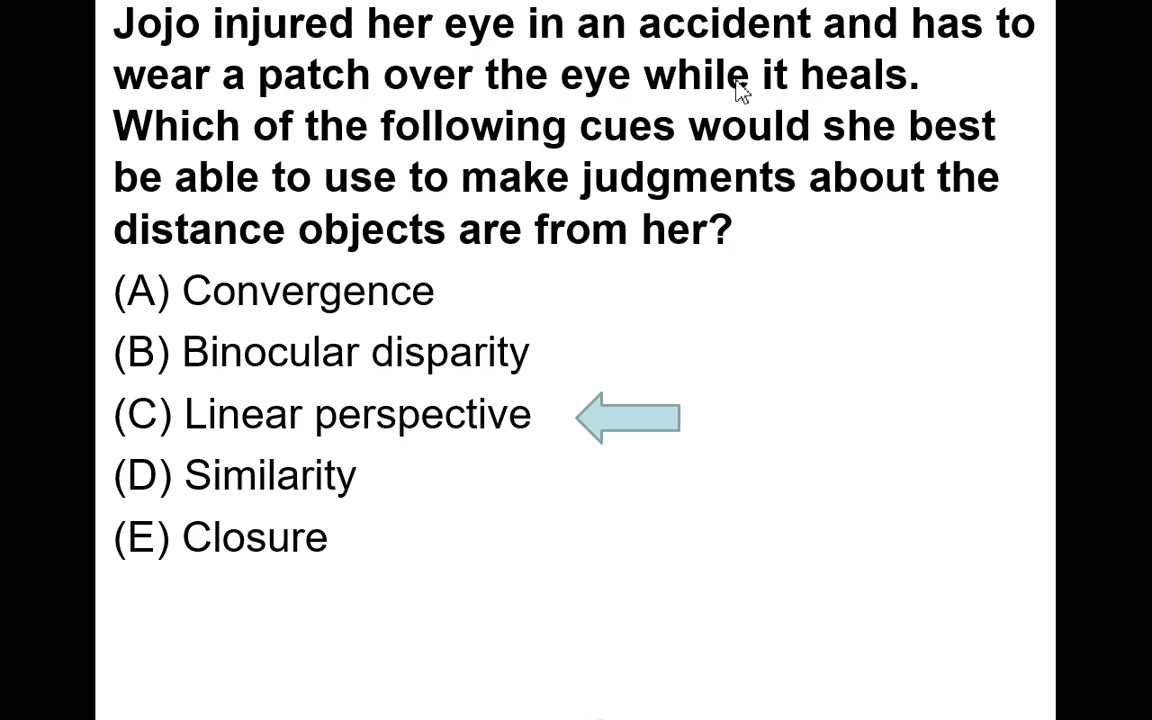 Jojo injured her eye in an accident and has to
wear a patch over the eye while it heals.
Which of the following cues would she best
be able to use to make judgments about the
distance objects are from her?
(A) Convergence
(B) Binocular disparity
(C) Linear perspective
(D) Similarity
(E) Closure